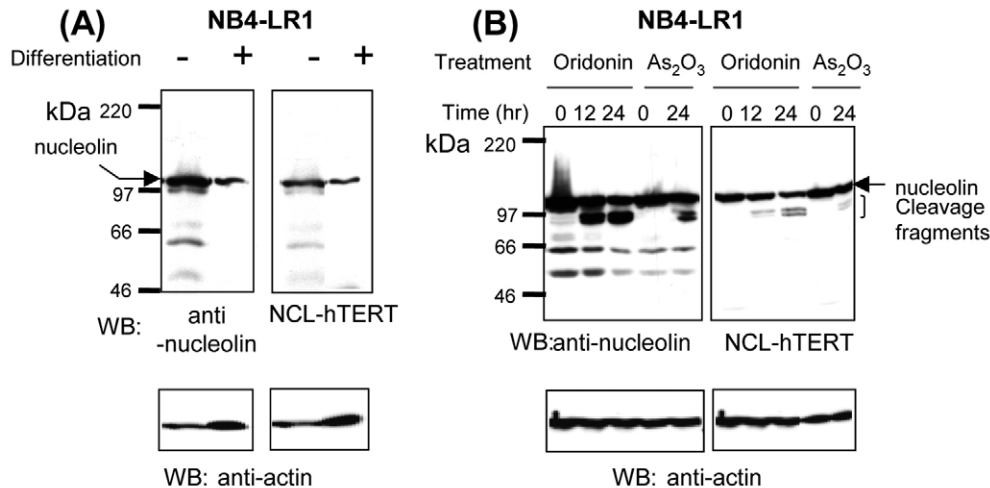 (A) NB4-LR1
Differentiation - + - +
kDa 220
nucleolin
97
66
46
WB: anti -nucleolin NCL-hTERT
WB: anti-actin
(B) NB4-LR1
Treatment Oridonin As2O3 Oridonin As2O3
Time (hr) 0 12 24 0 24 0 12 24 0 24
kDa 220
nucleolin
97 Cleavage
fragments
66
46
WB:anti-nucleolin NCL-hTERT
WB: anti-actin